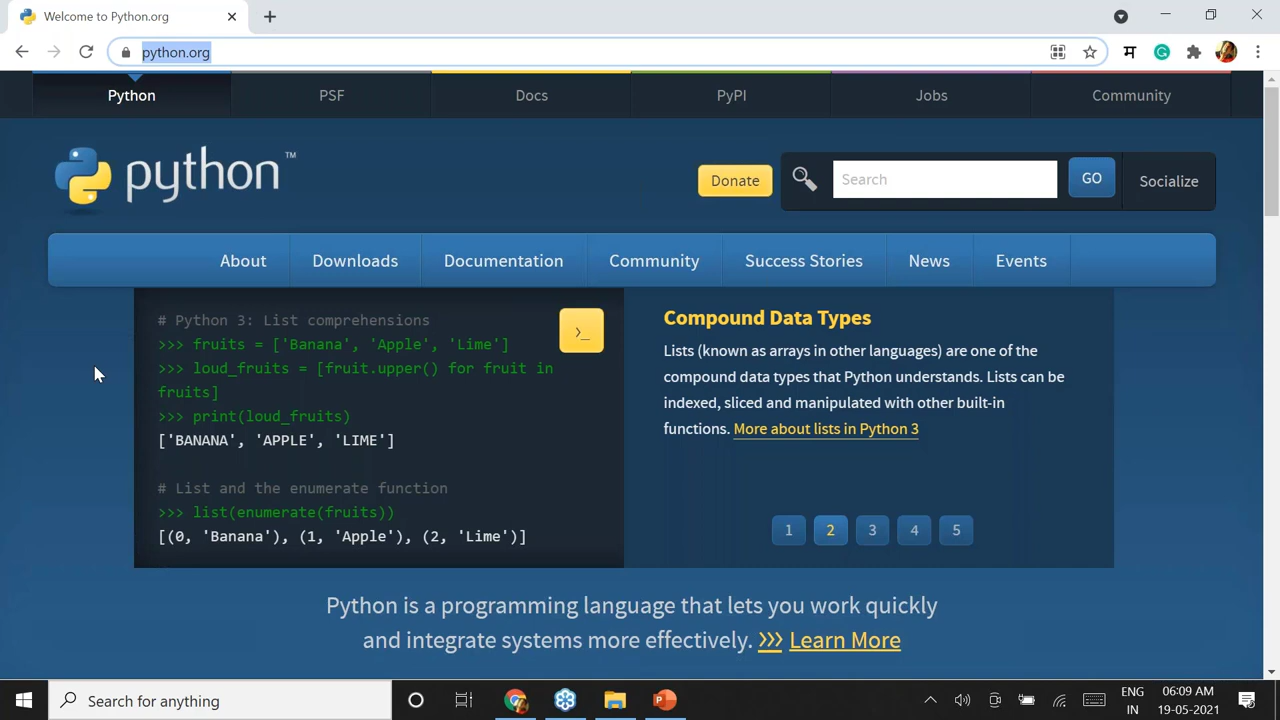 Welcome to Python.org
python.org
Python PSF Docs PyPI Jobs Community
python™
Donate Search GO Socialize
About Downloads Documentation Community Success Stories News Events
# Python 3: List comprehensions
>>> fruits = ['Banana', 'Apple', 'Lime']
>>> loud_fruits = [fruit.upper() for fruit in
fruits]
>>> print(loud_fruits)
['BANANA', 'APPLE', 'LIME']
# List and the enumerate function
>>> list(enumerate(fruits))
[(0, 'Banana'), (1, 'Apple'), (2, 'Lime')]
>_
Compound Data Types
Lists (known as arrays in other languages) are one of the
compound data types that Python understands. Lists can be
indexed, sliced and manipulated with other built-in
functions. More about lists in Python 3
1 2 3 4 5
Python is a programming language that lets you work quickly
and integrate systems more effectively. >>> Learn More
Search for anything
ENG
IN
06:09 AM
19-05-2021